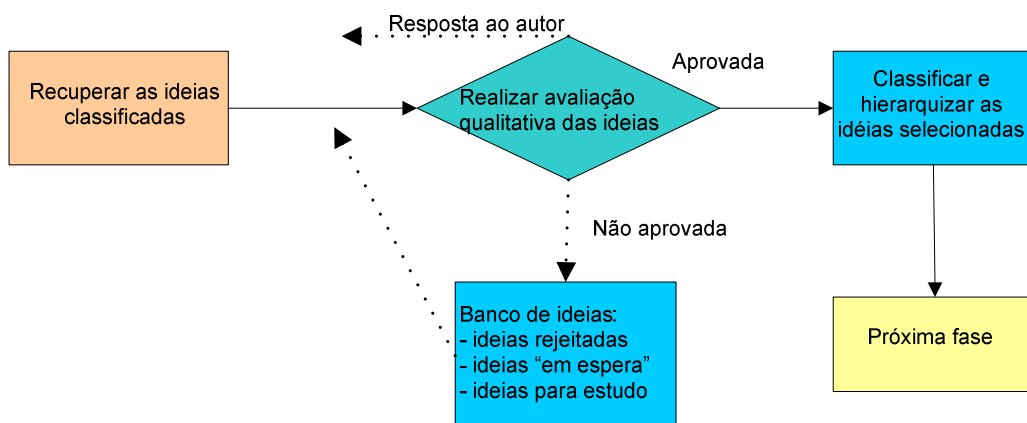 Resposta ao autor
Recuperar as ideias
classificadas
Realizar avaliação
qualitativa das ideias
Aprovada
Classificar e
hierarquizar as
idéias selecionadas
Não aprovada
Banco de ideias:
- ideias rejeitadas
- ideias “em espera”
- ideias para estudo
Próxima fase